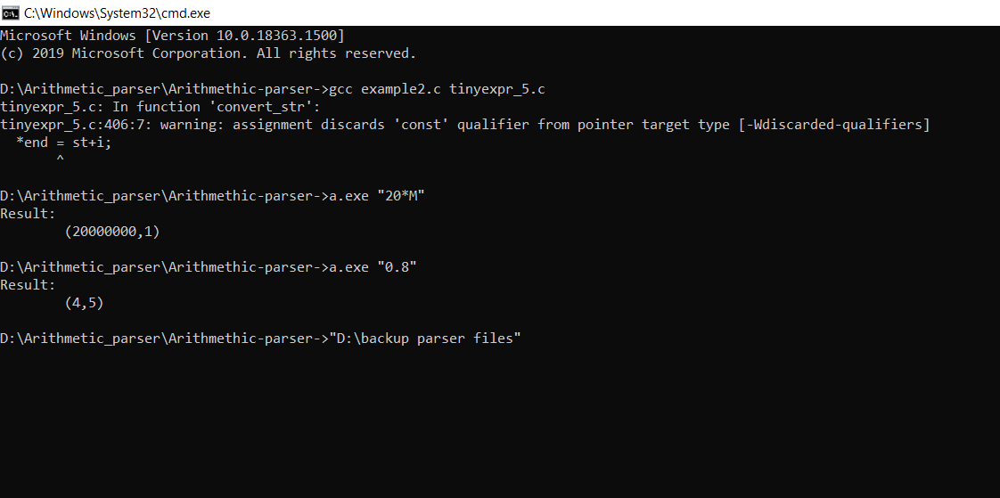 C:\Windows\System32\cmd.exe
Microsoft Windows [Version 10.0.18363.1500]
(c) 2019 Microsoft Corporation. All rights reserved.
D:\Arithmetic_parser\Arithmethic-parser->gcc example2.c tinyexpr_5.c
tinyexpr_5.c: In function 'convert_str':
tinyexpr_5.c:406:7: warning: assignment discards 'const' qualifier from pointer target type [-Wdiscarded-qualifiers]
*end = st+i;
^
D:\Arithmetic_parser\Arithmethic-parser->a.exe "20*M"
Result:
(20000000,1)
D:\Arithmetic_parser\Arithmethic-parser->a.exe "0.8"
Result:
(4,5)
D:\Arithmetic_parser\Arithmethic-parser->"D:\backup parser files"